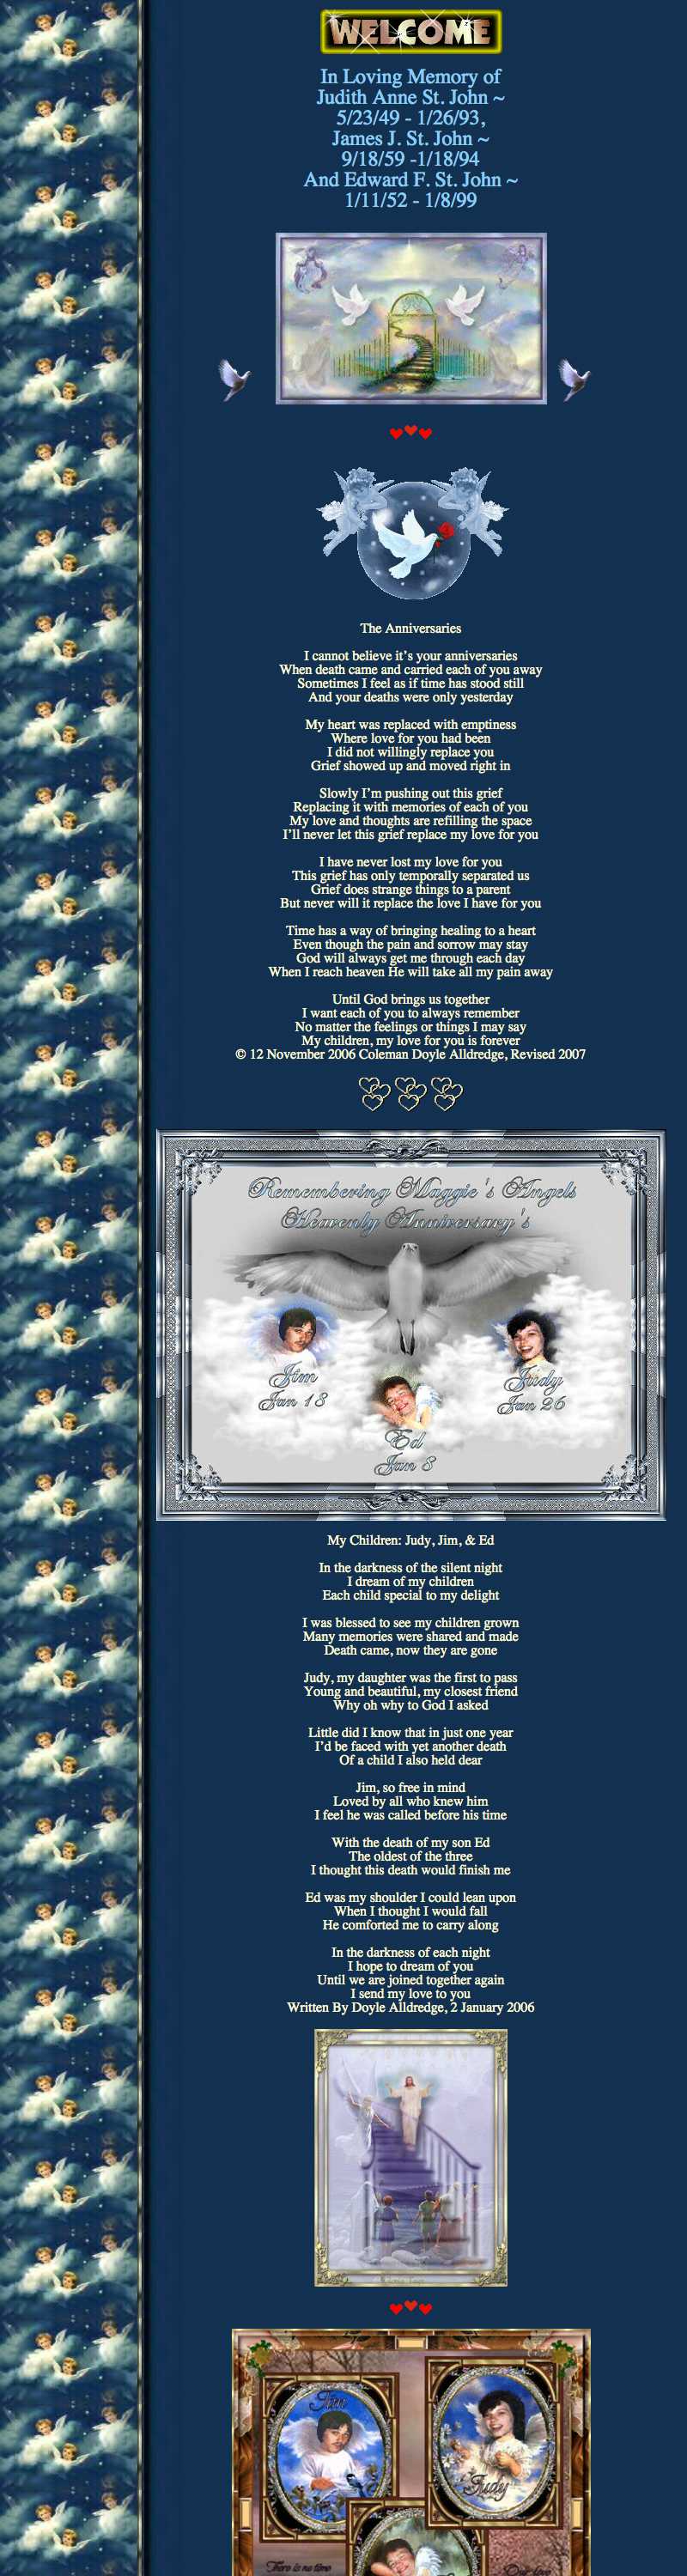 WELCOME
In Loving Memory of
Judith Anne St. John ~
5/23/49 - 1/26/93,
James J. St. John ~
9/18/59 -1/18/94
And Edward F. St. John ~
1/11/52 - 1/8/99
The Anniversaries
I cannot believe it's your anniversaries
When death came and carried each of you away
Sometimes I feel as if time has stood still
And your deaths were only yesterday
My heart was replaced with emptiness
Where love for you had been
I did not willingly replace you
Grief showed up and moved right in
Slowly I'm pushing out this grief
Replacing it with memories of each of you
My love and thoughts are refilling the space
I'll never let this grief replace my love for you
I have never lost my love for you
This grief has only temporally separated us
Grief does strange things to a parent
But never will it replace the love I have for you
Time has a way of bringing healing to a heart
Even though the pain and sorrow may stay
God will always get me through each day
When I reach heaven He will take all my pain away
Until God brings us together
I want each of you to always remember
No matter the feelings or things I may say
My children, my love for you is forever
© 12 November 2006 Coleman Doyle Alldredge, Revised 2007
Remembering Maggie's Angels
Heavenly Anniversary's
Jim
Jan 18
Judy
Jan 26
Ed
Jan 8
My Children: Judy, Jim, & Ed
In the darkness of the silent night
I dream of my children
Each child special to my delight
I was blessed to see my children grown
Many memories were shared and made
Death came, now they are gone
Judy, my daughter was the first to pass
Young and beautiful, my closest friend
Why oh why to God I asked
Little did I know that in just one year
I'd be faced with yet another death
Of a child I also held dear
Jim, so free in mind
Loved by all who knew him
I feel he was called before his time
With the death of my son Ed
The oldest of the three
I thought this death would finish me
Ed was my shoulder I could lean upon
When I thought I would fall
He comforted me to carry along
In the darkness of each night
I hope to dream of you
Until we are joined together again
I send my love to you
Written By Doyle Alldredge, 2 January 2006
Jim
Judy
There is no time